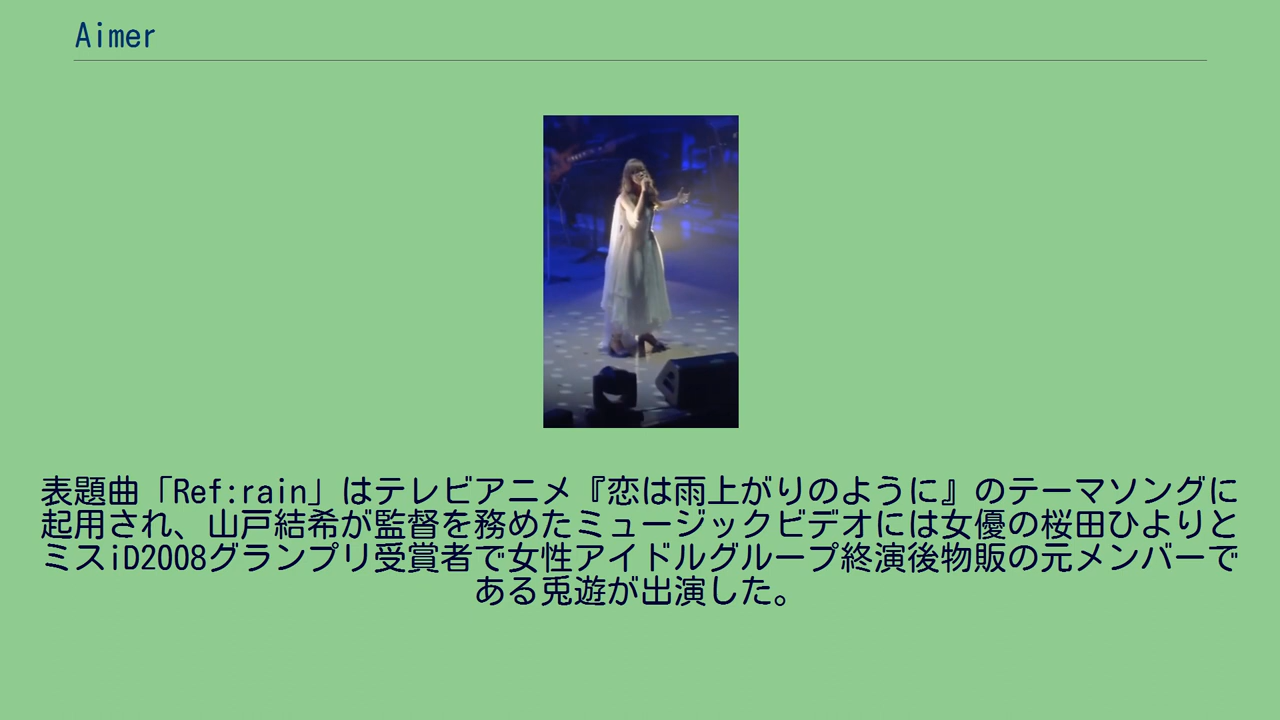 Aimer
表題曲「Ref:rain」はテレビアニメ『恋は雨上がりのように』のテーマソングに
起用され、山戸結希が監督を務めたミュージックビデオには女優の桜田ひよりと
ミスiD2008グランプリ受賞者で女性アイドルグループ終演後物販の元メンバーで
ある兎遊が出演した。